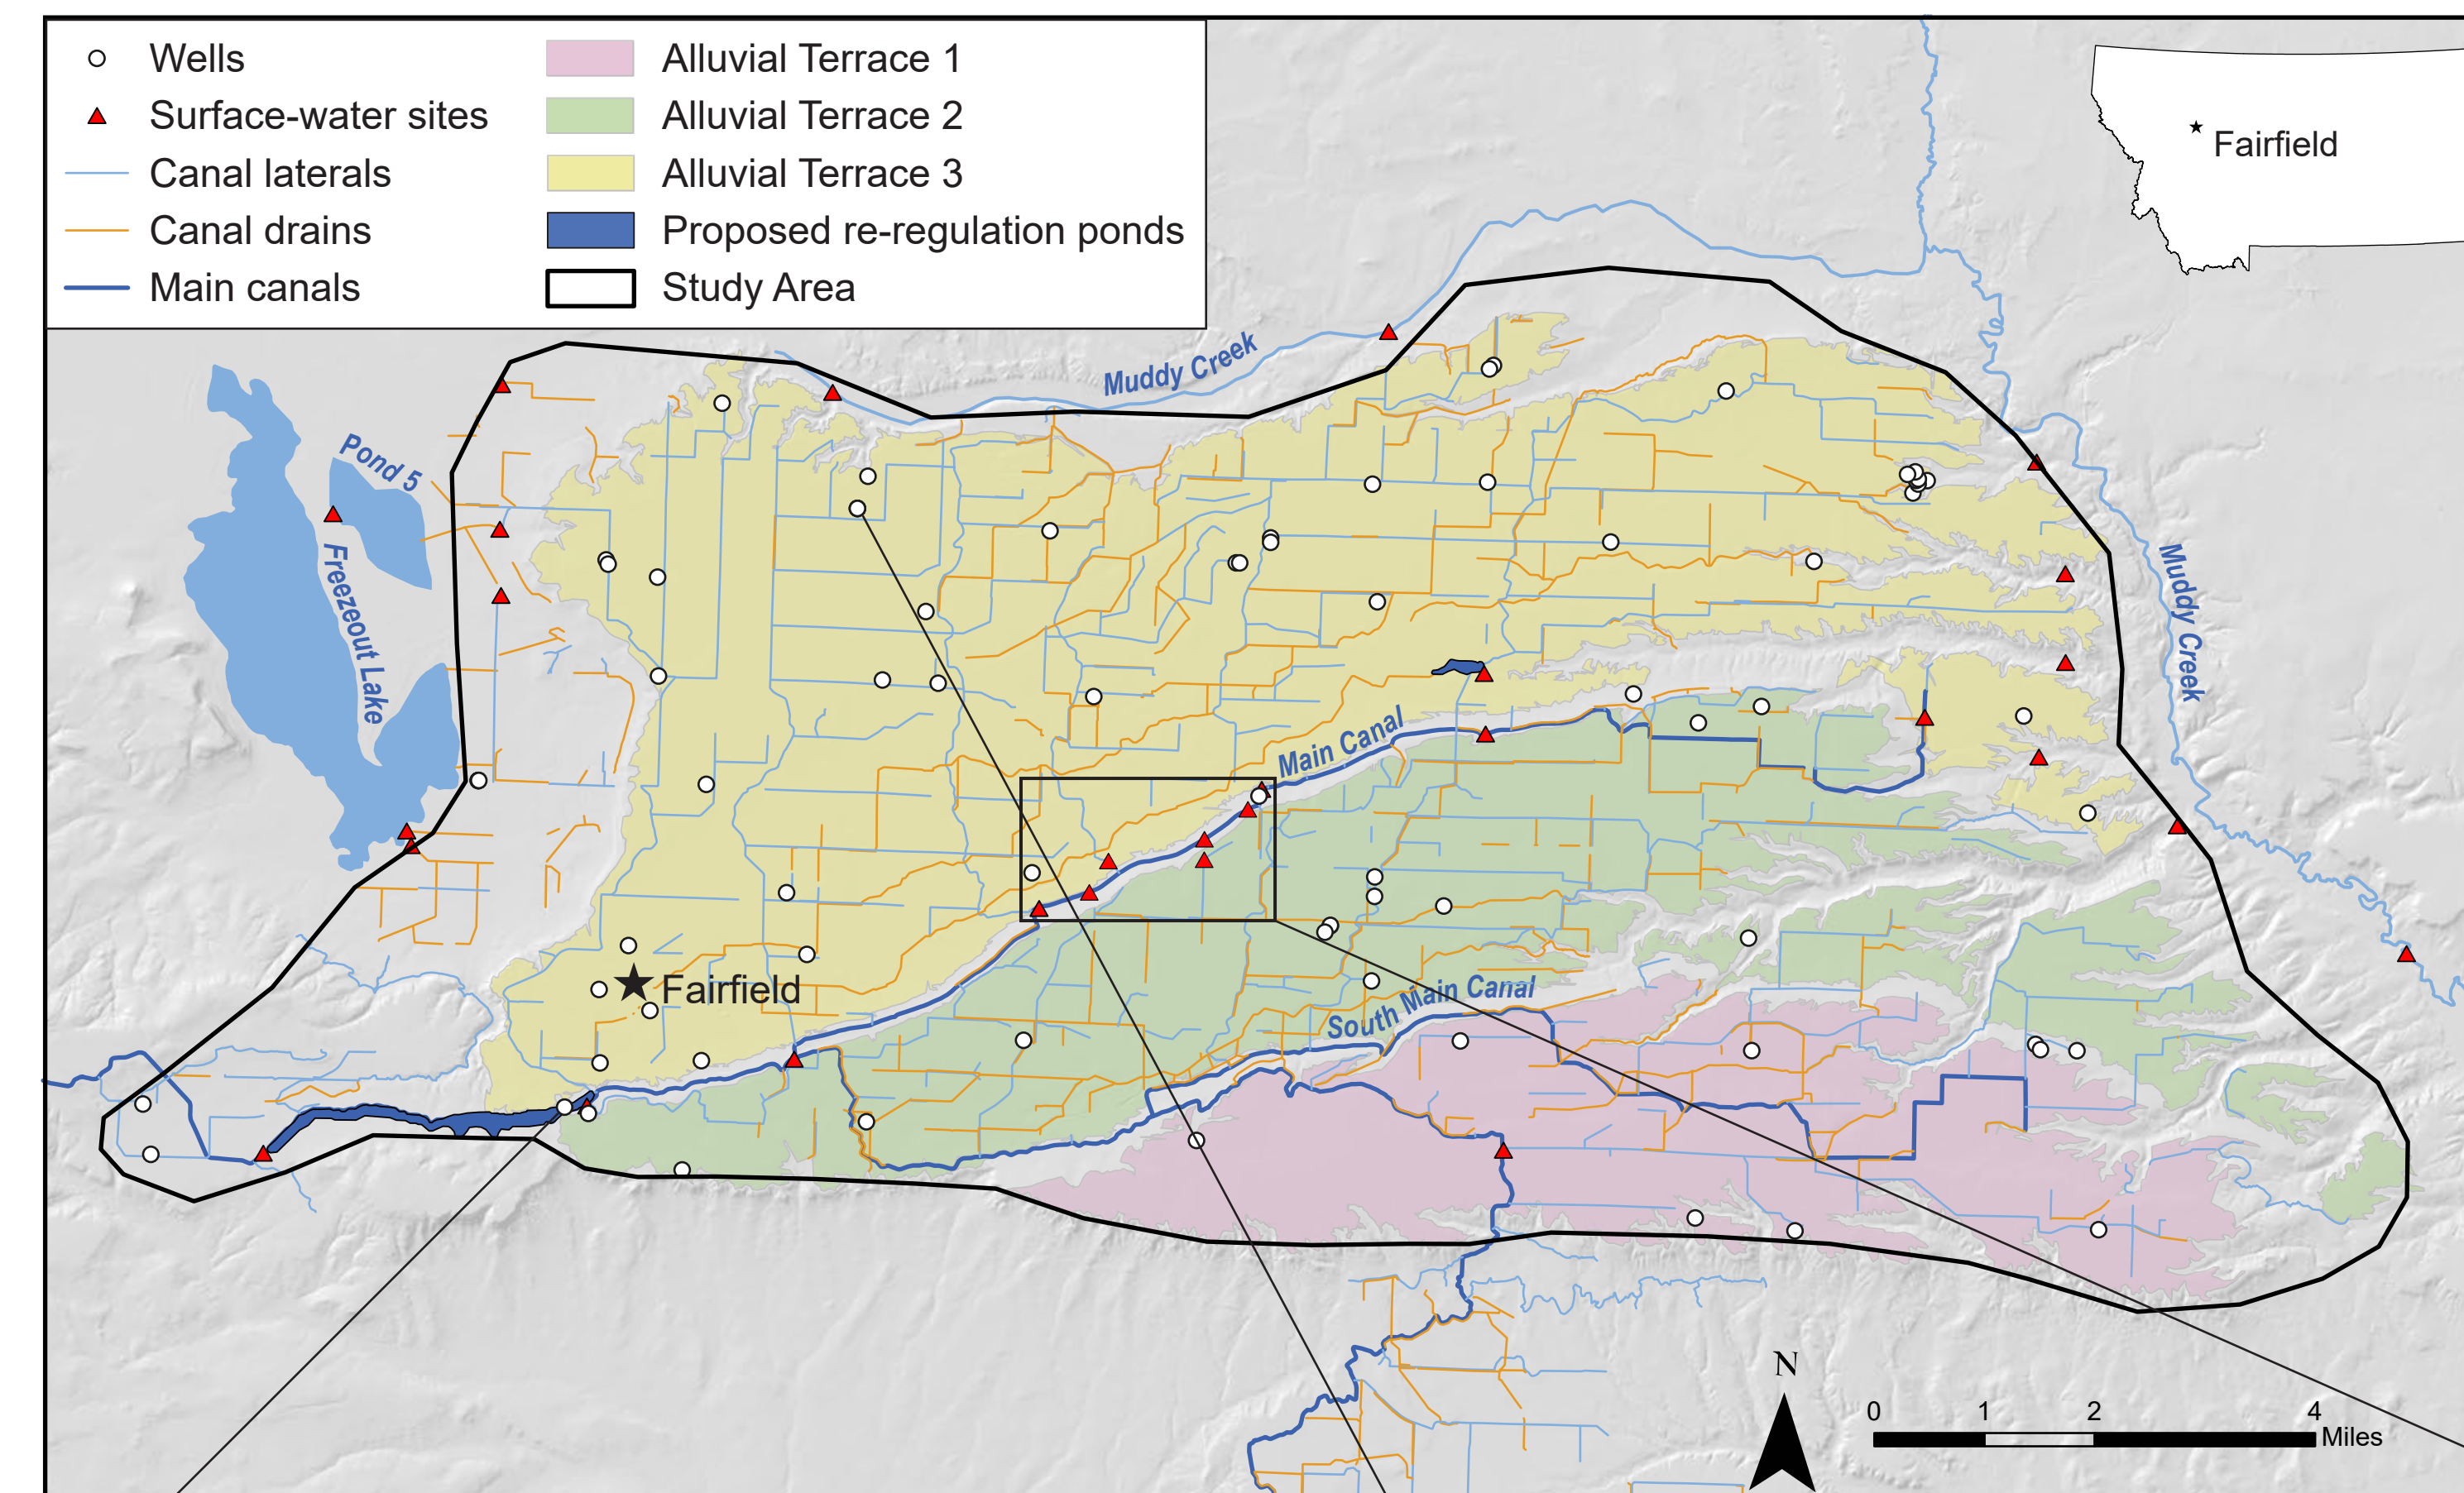 Wells
Surface-water sites
Canal laterals
Canal drains
Main canals
Alluvial Terrace 1
Alluvial Terrace 2
Alluvial Terrace 3
Proposed re-regulation ponds
Study Area
Fairfield
Muddy Creek
Pond 5
Freezeout Lake
Muddy Creek
Main Canal
Fairfield
South Main Canal
N
0 1 2 4
Miles